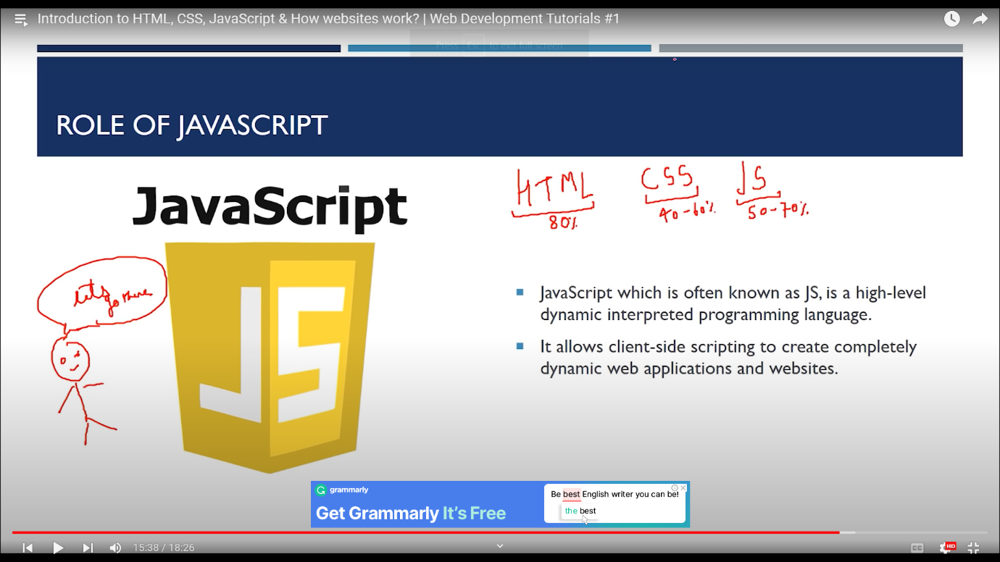 Introduction to HTML, CSS, JavaScript & How websites work? | Web Development Tutorials #1
Press Esc to exit full screen
ROLE OF JAVASCRIPT
HTML CSS JS
80% 40-60% 50-70%
JavaScript
JS
let's
go there
JavaScript which is often known as JS, is a high-level
dynamic interpreted programming language.
It allows client-side scripting to create completely
dynamic web applications and websites.
grammarly
Get Grammarly It's Free
Be best English writer you can be!
the best
15:38 / 18:26
CC
HD